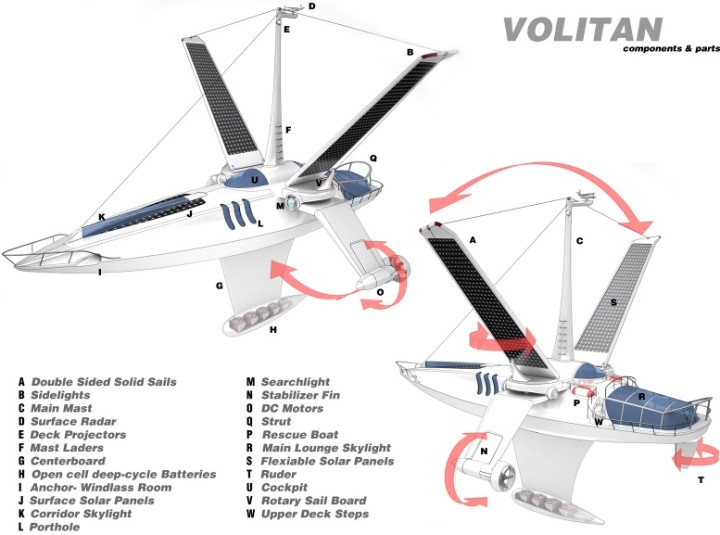 VOLITAN
components & parts
D
E
B
F
Q
U
V
M
K
J
L
I
G
O
H
A
C
S
P
R
W
N
T
A Double Sided Solid Sails
B Sidelights
C Main Mast
D Surface Radar
E Deck Projectors
F Mast Laders
G Centerboard
H Open cell deep-cycle Batteries
I Anchor- Windlass Room
J Surface Solar Panels
K Corridor Skylight
L Porthole
M Searchlight
N Stabilizer Fin
O DC Motors
Q Strut
P Rescue Boat
R Main Lounge Skylight
S Flexiable Solar Panels
T Ruder
U Cockpit
V Rotary Sail Board
W Upper Deck Steps